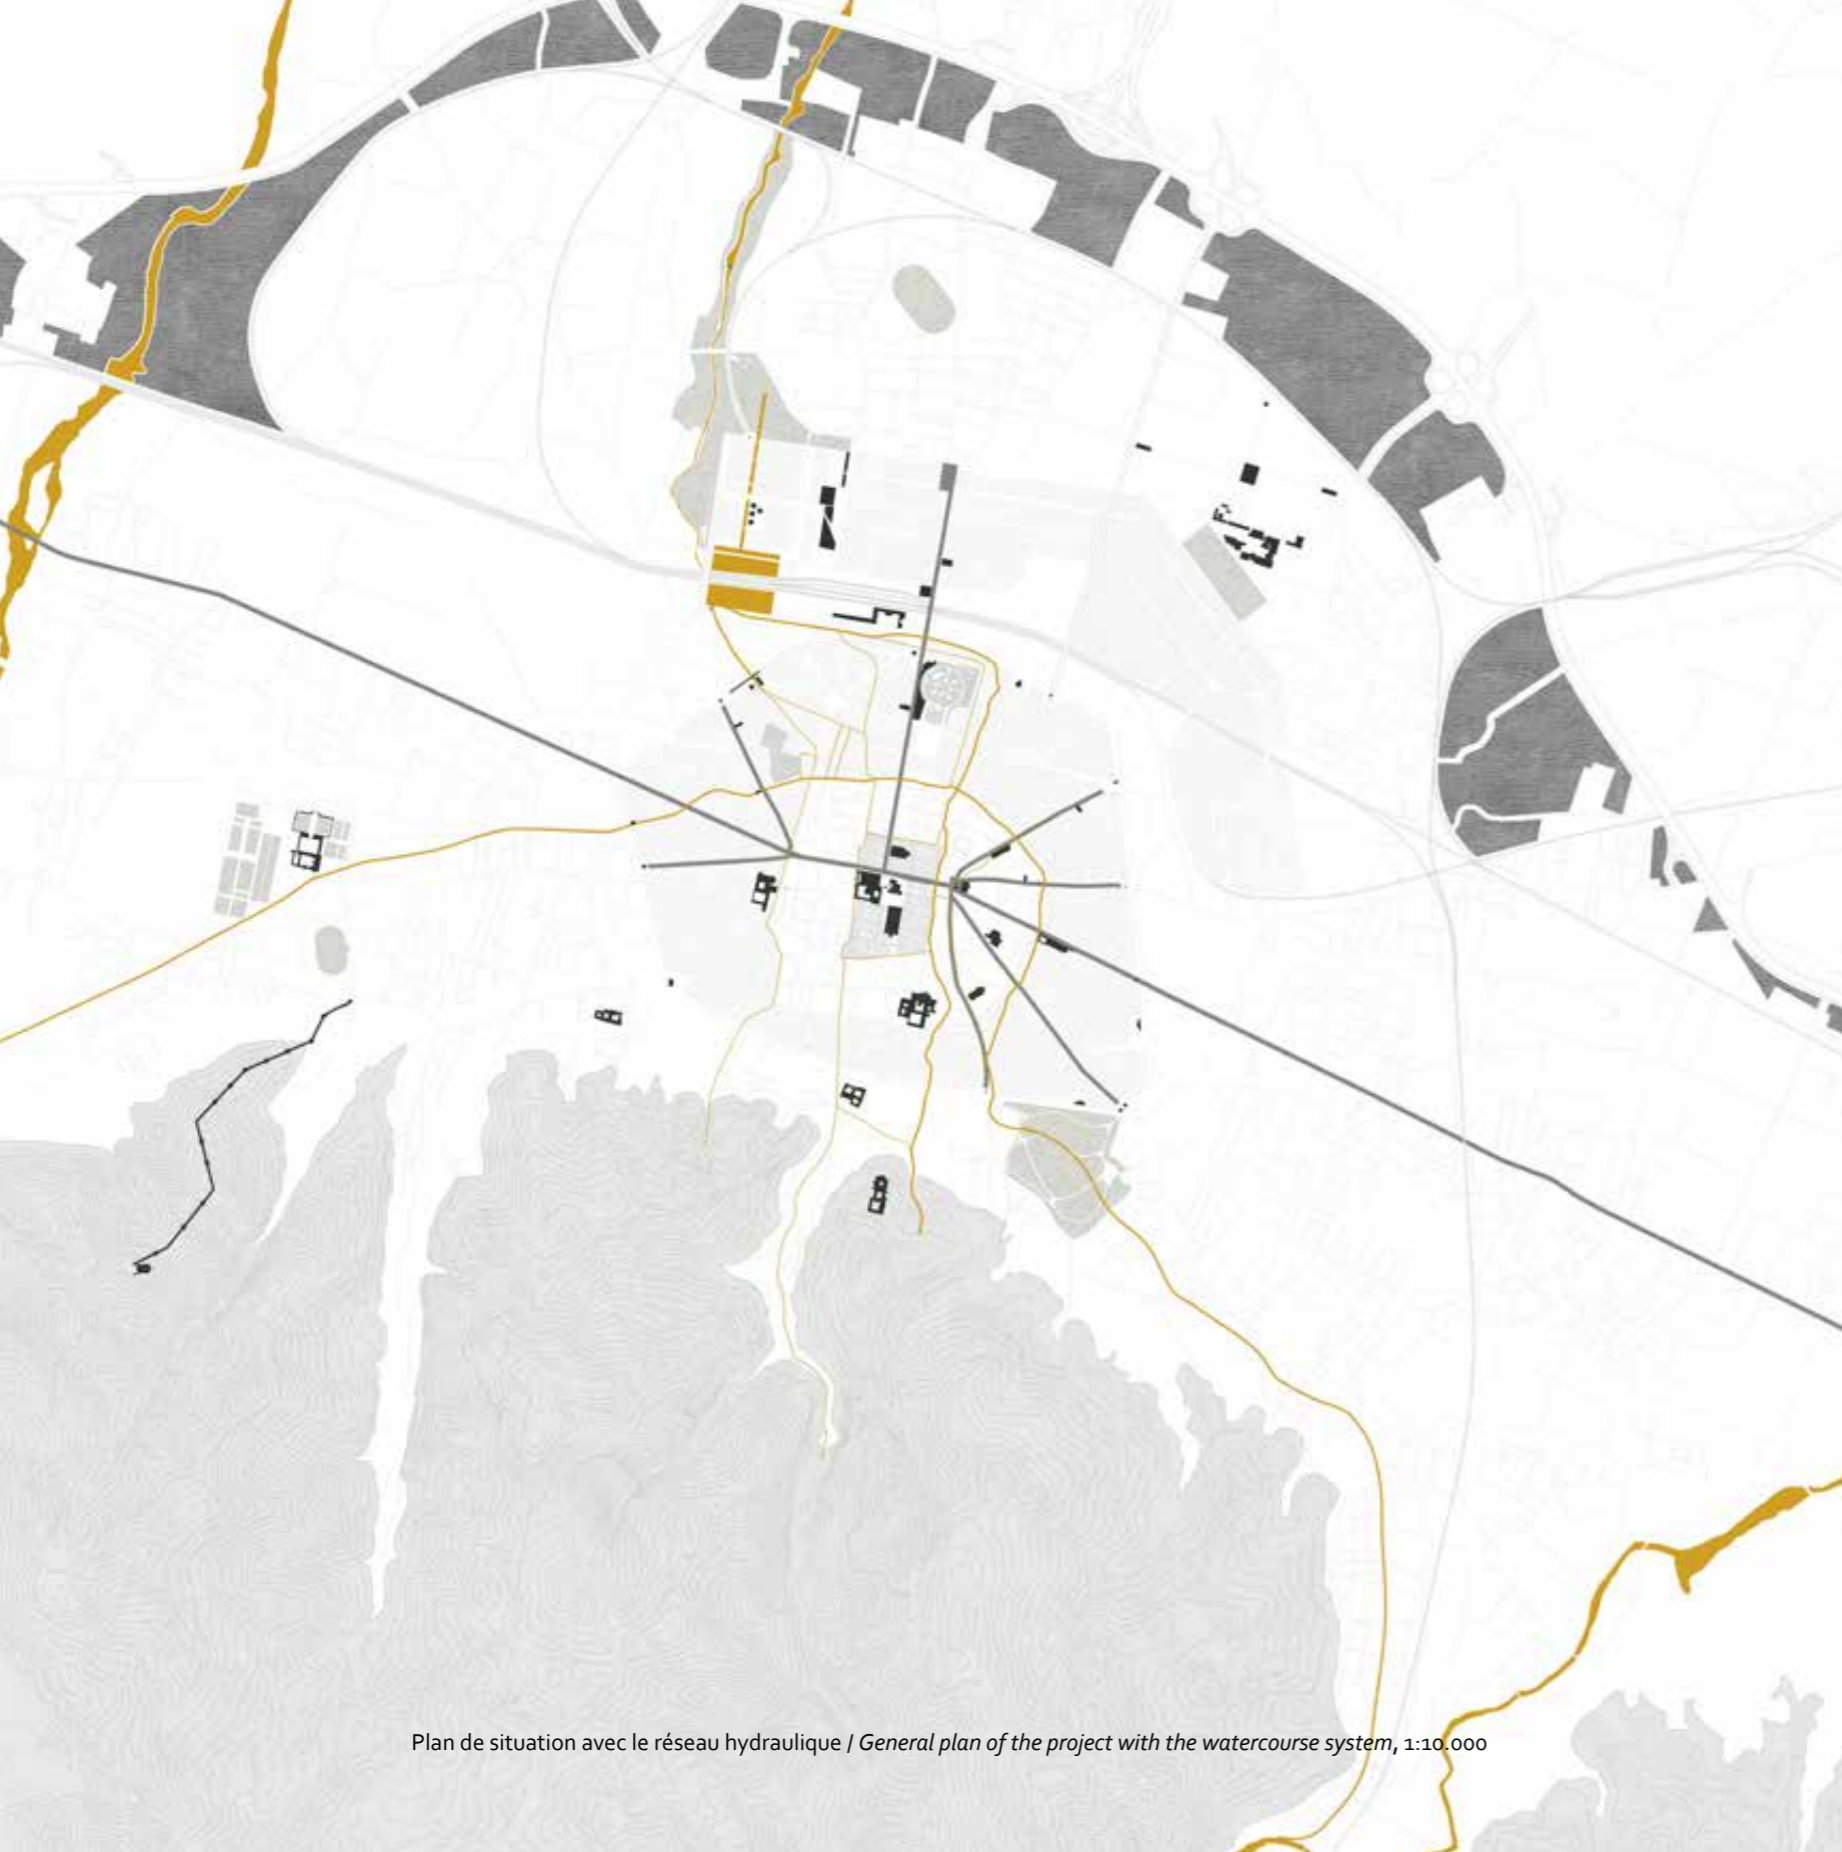 Plan de situation avec le réseau hydraulique / General plan of the project with the watercourse system, 1:10.000